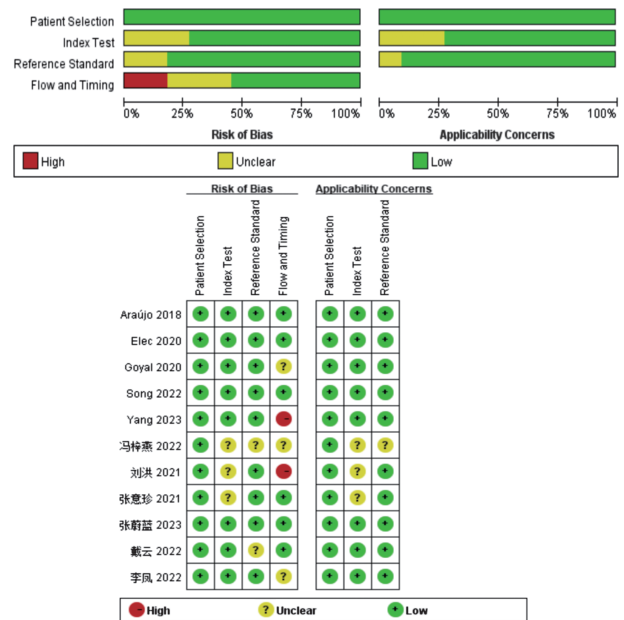 Patient Selection
Index Test
Reference Standard
Flow and Timing
0% 25% 50% 75% 100% 0% 25% 50% 75% 100%
Risk of Bias Applicability Concerns
High Unclear Low
Risk of Bias Applicability Concerns
Patient Selection Index Test Reference Standard Flow and Timing Patient Selection Index Test Reference Standard
Araújo 2018 + + + + + + +
Elec 2020 + + + + + + +
Goyal 2020 + + + ? + + +
Song 2022 + + + + + + +
Yang 2023 + + + - + + +
冯梓燕 2022 + ? ? ? + ? ?
刘洪 2021 + ? + - + ? +
张意珍 2021 + ? + + + ? +
张蔚蓝 2023 + + + + + + +
戴云 2022 + + ? + + + +
李凤 2022 + + + ? + + +
- High ? Unclear + Low